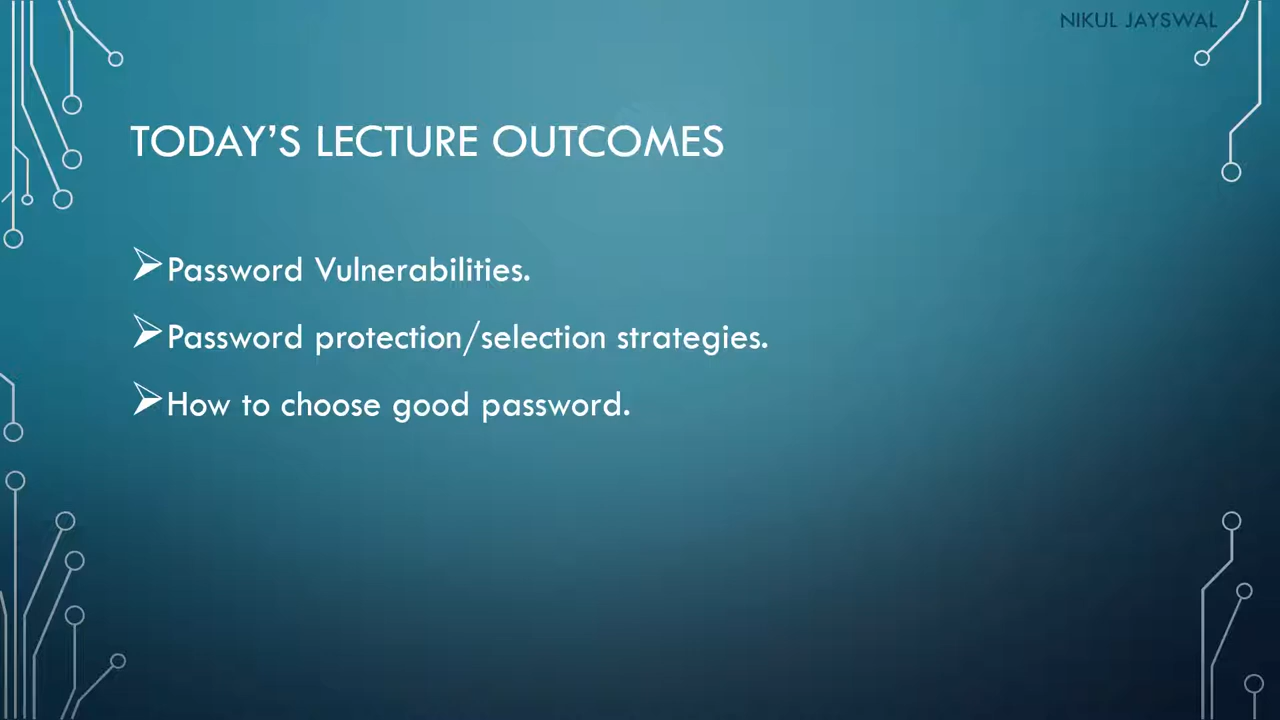 NIKUL JAYSWAL
TODAY'S LECTURE OUTCOMES
➢Password Vulnerabilities.
➢Password protection/selection strategies.
➢How to choose good password.